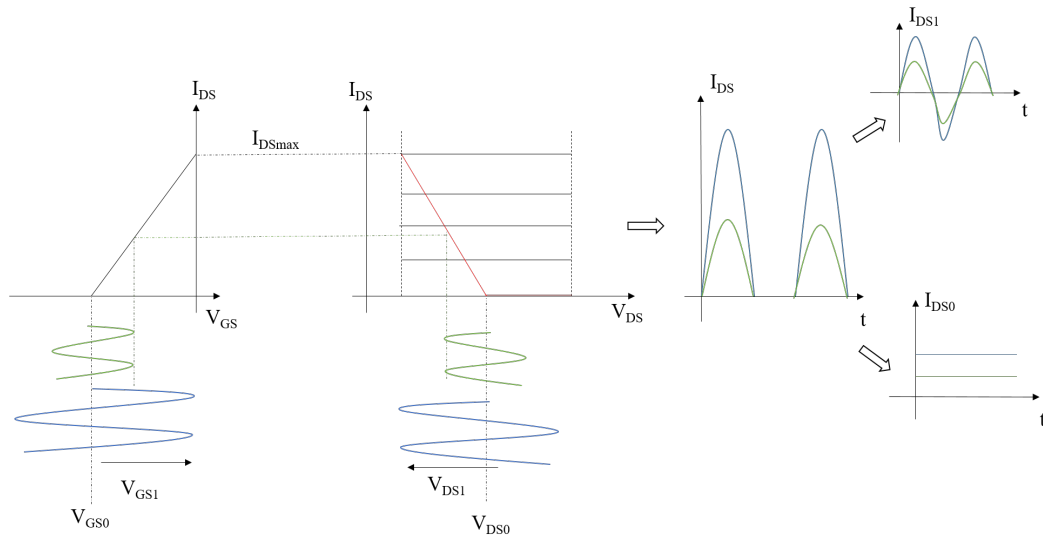 I_DS
V_GS
V_GS1
V_GS0
I_DSmax
I_DS
V_DS
V_DS1
V_DS0
I_DS
t
I_DS1
t
I_DS0
t